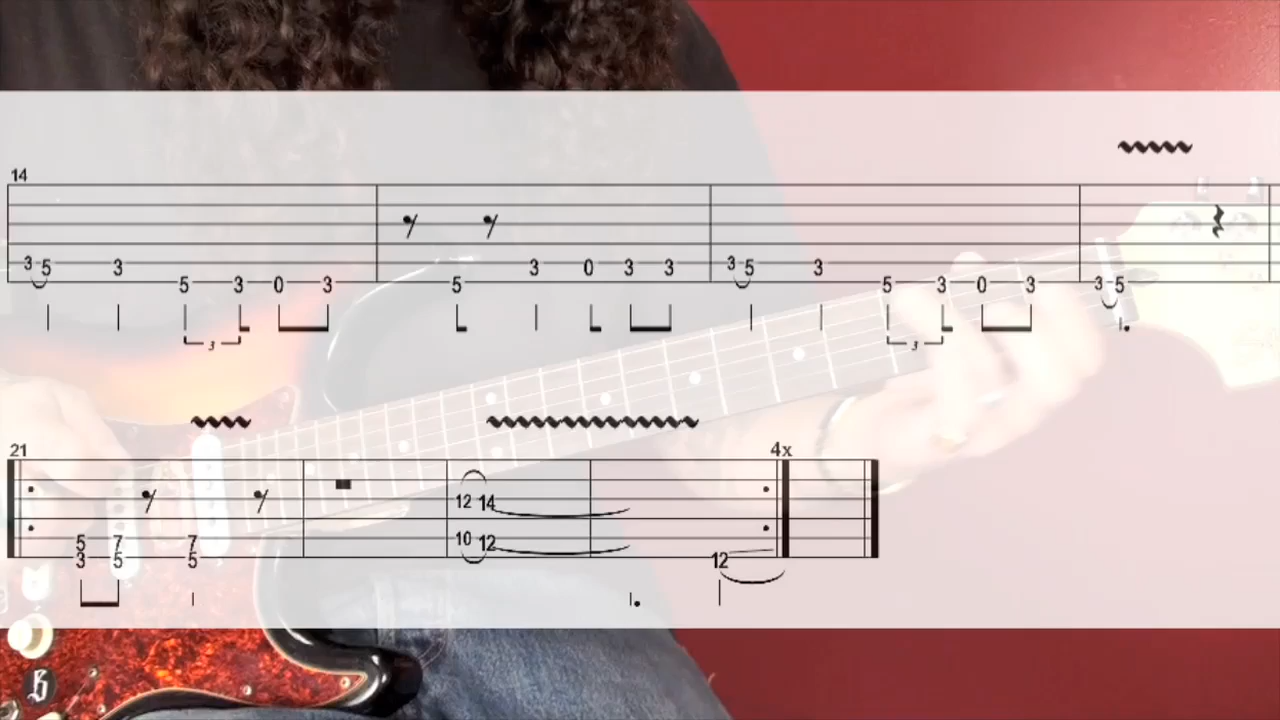 14
3 5 3 3 0 3 3 3 5 3
5 3 0 3 5 5 3 0 3 3 5
3 3
21 4x
12 14
5 7 7 10 12
3 5 5 12